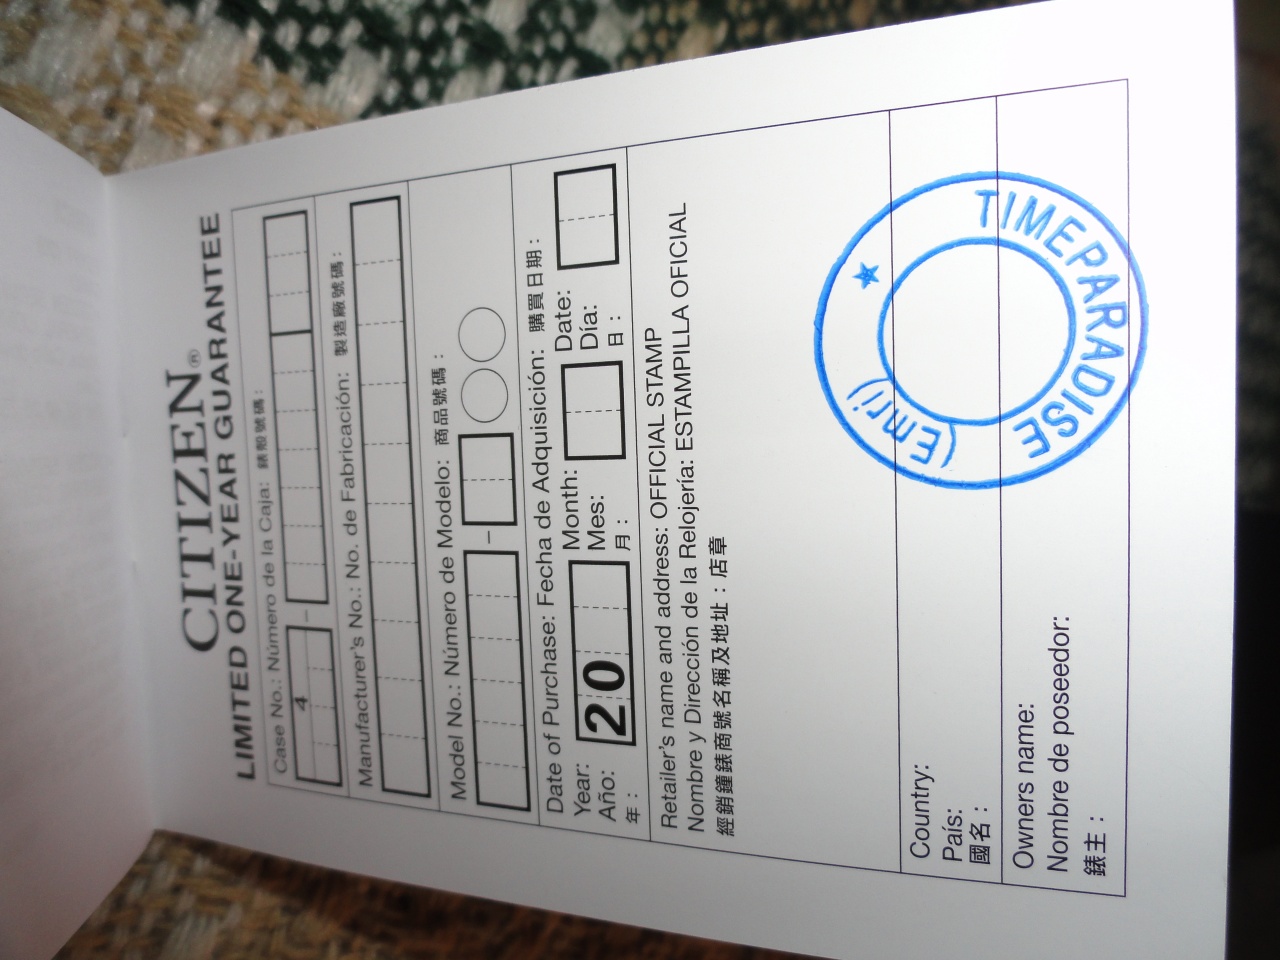 CITIZEN®
LIMITED ONE-YEAR GUARANTEE
Case No.: Número de la Caja: 錶殼號碼:
4 –
Manufacturer's No.: No. de Fabricación: 製造廠號碼:
Model No.: Número de Modelo: 商品號碼:
–
Date of Purchase: Fecha de Adquisición: 購買日期:
Year: 20 Month: Date:
Año: Mes: Día:
年: 月: 日:
Retailer's name and address: OFFICIAL STAMP
Nombre y Dirección de la Relojería: ESTAMPILLA OFICIAL
經銷鐘錶商號名稱及地址:店章
TIMEPARADISE
(Emri)
Country:
País:
國名:
Owners name:
Nombre de poseedor:
錶主: